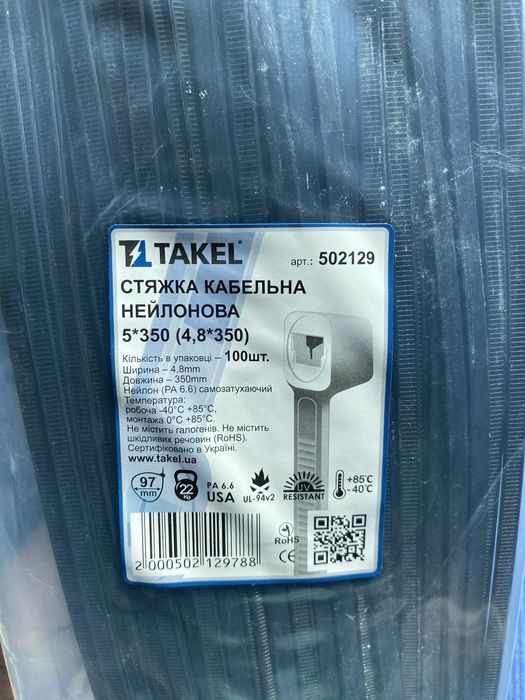 TAKEL®
арт.: 502129
СТЯЖКА КАБЕЛЬНА
НЕЙЛОНОВА
5*350 (4,8*350)
Кількість в упаковці – 100шт.
Ширина – 4,8mm
Довжина – 350mm
Нейлон (PA 6.6) самозатухаючий
Температура:
робоча -40°C +85°C,
монтажа 0°C +85°C.
Не містить галогенів. Не містить
шкідливих речовин (RoHS).
Сертифіковано в Україні.
www.takel.ua
97
mm
22
Kg
PA 6.6
USA
UL-94v2
UV
RESISTANT
+85°C
-40°C
RoHS
CE
2 000502 129788